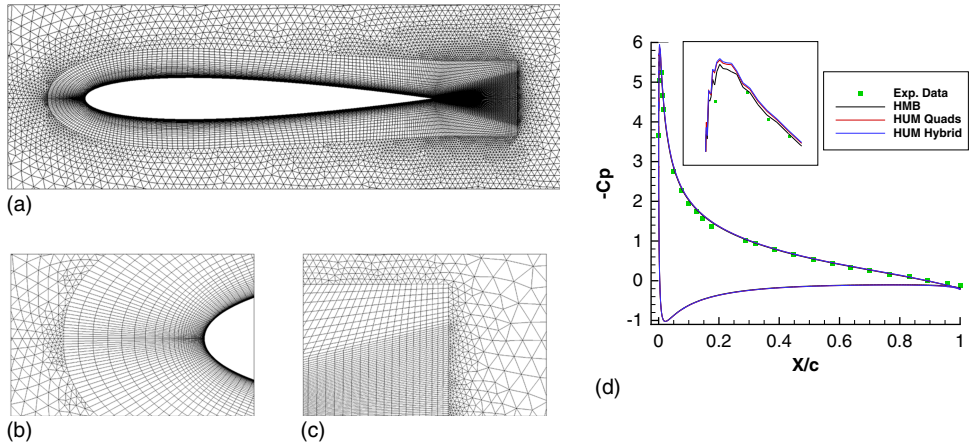 (a)
(b)
(c)
6
5
4
3
2
1
0
-1
-Cp
0
0.2
0.4
0.6
0.8
1
X/c
Exp. Data
HMB
HUM Quads
HUM Hybrid
(d)